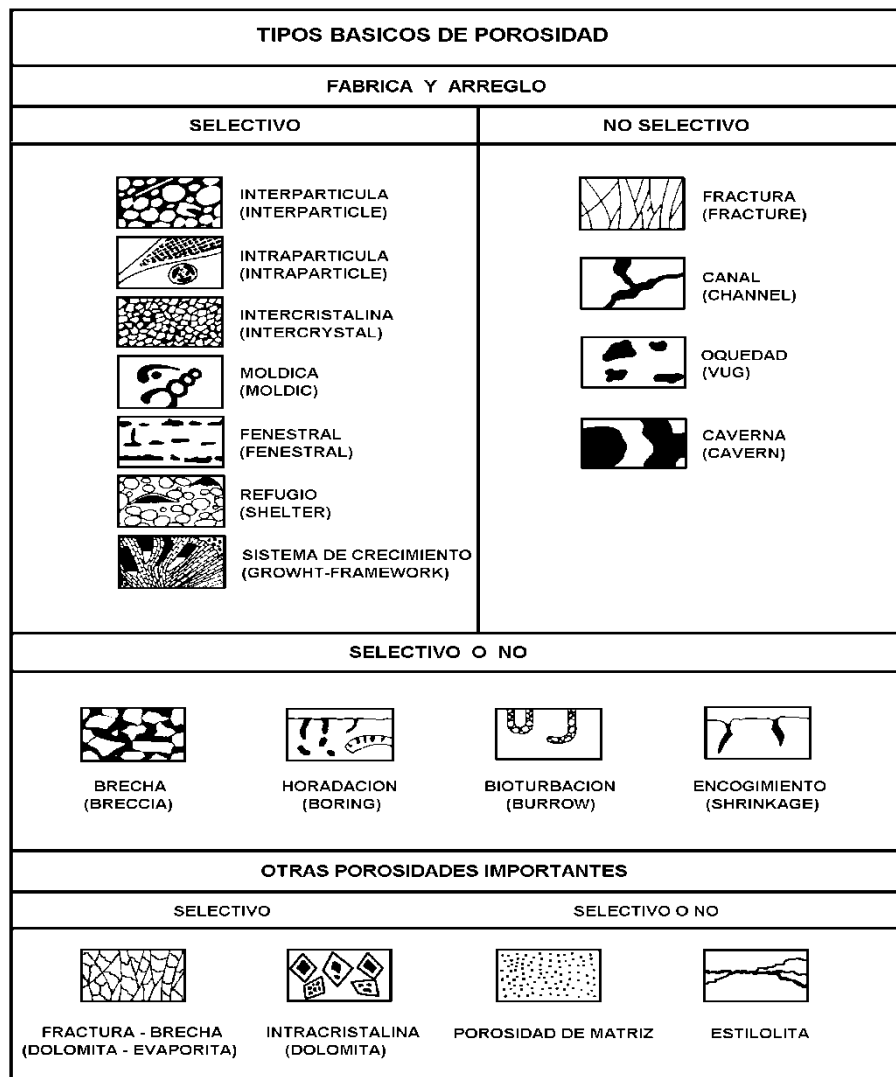 TIPOS BASICOS DE POROSIDAD
FABRICA Y ARREGLO
SELECTIVO
NO SELECTIVO
INTERPARTICULA
(INTERPARTICLE)
INTRAPARTICULA
(INTRAPARTICLE)
INTERCRISTALINA
(INTERCRYSTAL)
MOLDICA
(MOLDIC)
FENESTRAL
(FENESTRAL)
REFUGIO
(SHELTER)
SISTEMA DE CRECIMIENTO
(GROWHT-FRAMEWORK)
FRACTURA
(FRACTURE)
CANAL
(CHANNEL)
OQUEDAD
(VUG)
CAVERNA
(CAVERN)
SELECTIVO O NO
BRECHA
(BRECCIA)
HORADACION
(BORING)
BIOTURBACION
(BURROW)
ENCOGIMIENTO
(SHRINKAGE)
OTRAS POROSIDADES IMPORTANTES
SELECTIVO
SELECTIVO O NO
FRACTURA - BRECHA
(DOLOMITA - EVAPORITA)
INTRACRISTALINA
(DOLOMITA)
POROSIDAD DE MATRIZ
ESTILOLITA